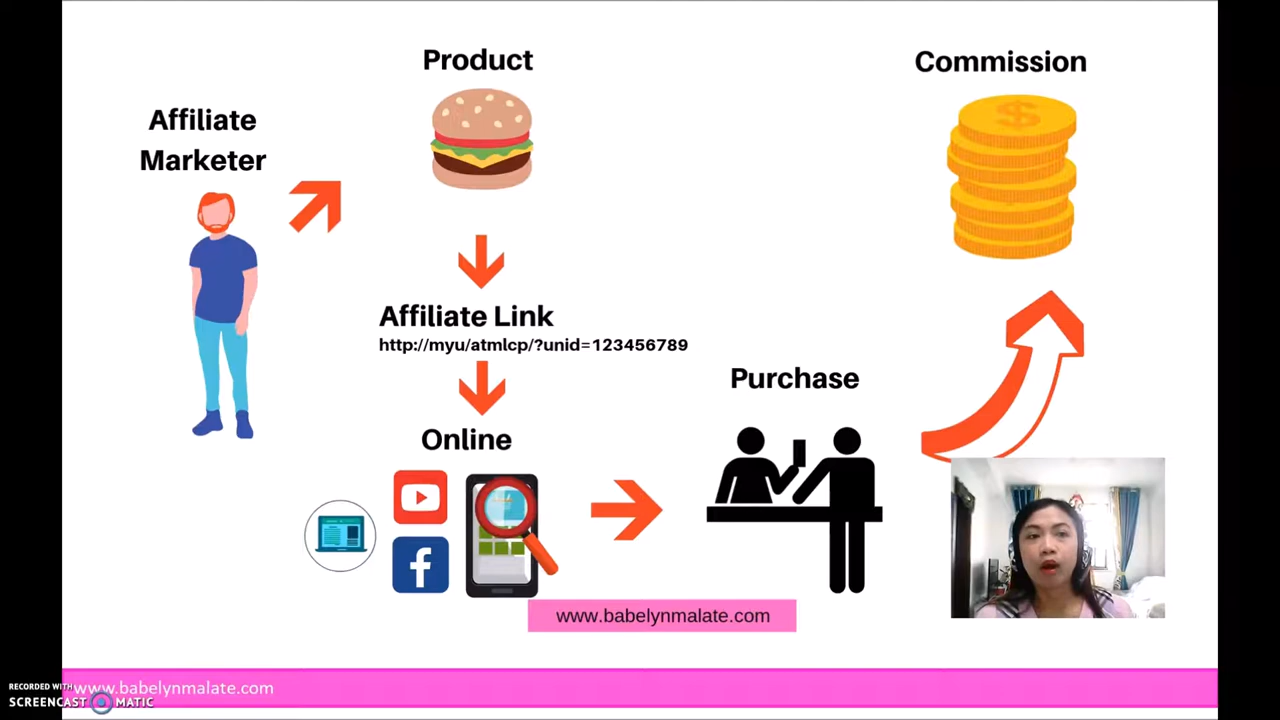 Product
Commission
Affiliate
Marketer
$
Affiliate Link
http://myu/atmlcp/?unid=123456789
Purchase
Online
f
www.babelynmalate.com
www.babelynmalate.com
RECORDED WITH
SCREENCAST MATIC